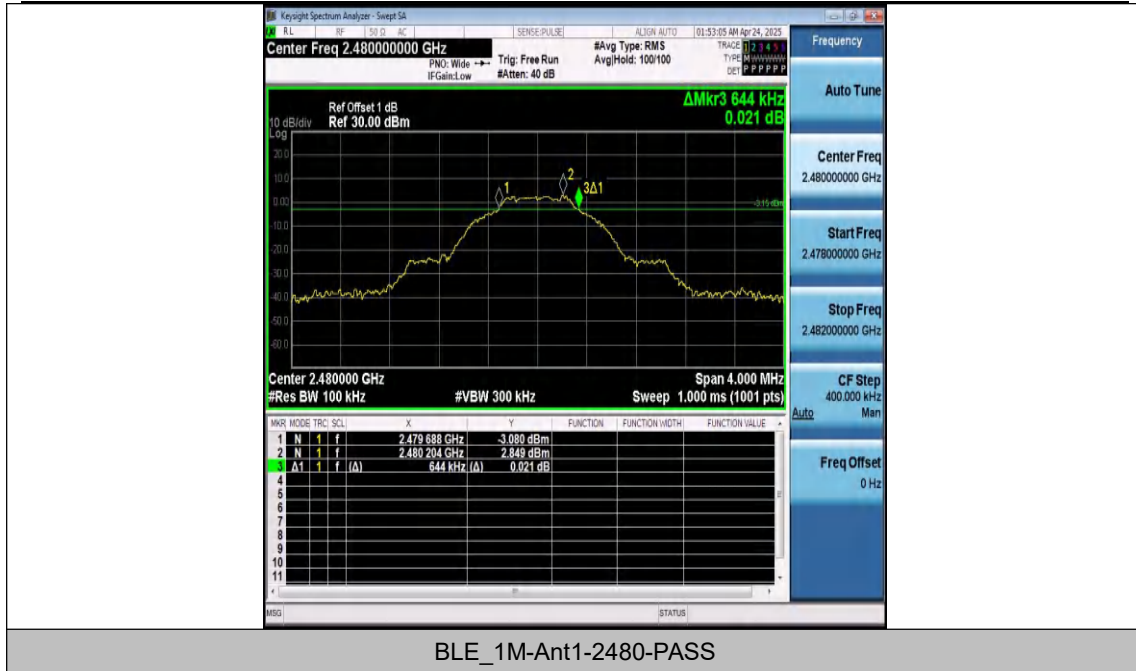 Keysight Spectrum Analyzer - Swept SA
RL RF 50 Ω AC SENSE:PULSE ALIGN AUTO 01:53:05 AM Apr 24, 2025
Center Freq 2.480000000 GHz #Avg Type: RMS TRACE 1 2 3 4 5 6
PNO: Wide Trig: Free Run Avg|Hold: 100/100 TYPE M WWWWW
IFGain:Low #Atten: 40 dB DET P P P P P P
Frequency
Auto Tune
Center Freq
2.480000000 GHz
Start Freq
2.478000000 GHz
Stop Freq
2.482000000 GHz
CF Step
400.000 kHz
Auto Man
Freq Offset
0 Hz
ΔMkr3 644 kHz
0.021 dB
Ref Offset 1 dB
10 dB/div Ref 30.00 dBm
Log
20.0
10.0
0.00
-10.0
-20.0
-30.0
-40.0
-50.0
-60.0
1
2
3Δ1
-3.15 dBm
Center 2.480000 GHz Span 4.000 MHz
#Res BW 100 kHz #VBW 300 kHz Sweep 1.000 ms (1001 pts)
MKR MODE TRC SCL X Y FUNCTION FUNCTION WIDTH FUNCTION VALUE
1 N 1 f 2.479 688 GHz -3.080 dBm
2 N 1 f 2.480 204 GHz 2.849 dBm
3 Δ1 1 f (Δ) 644 kHz (Δ) 0.021 dB
4
5
6
7
8
9
10
11
MSG STATUS
BLE_1M-Ant1-2480-PASS